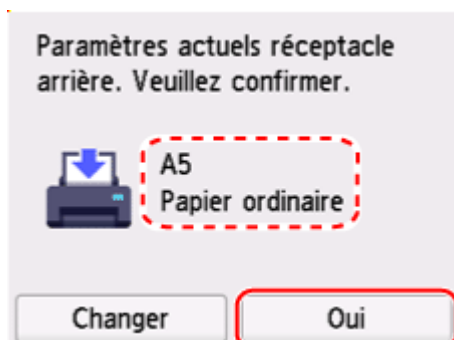 Paramètres actuels réceptacle
arrière. Veuillez confirmer.
A5
Papier ordinaire
Changer
Oui